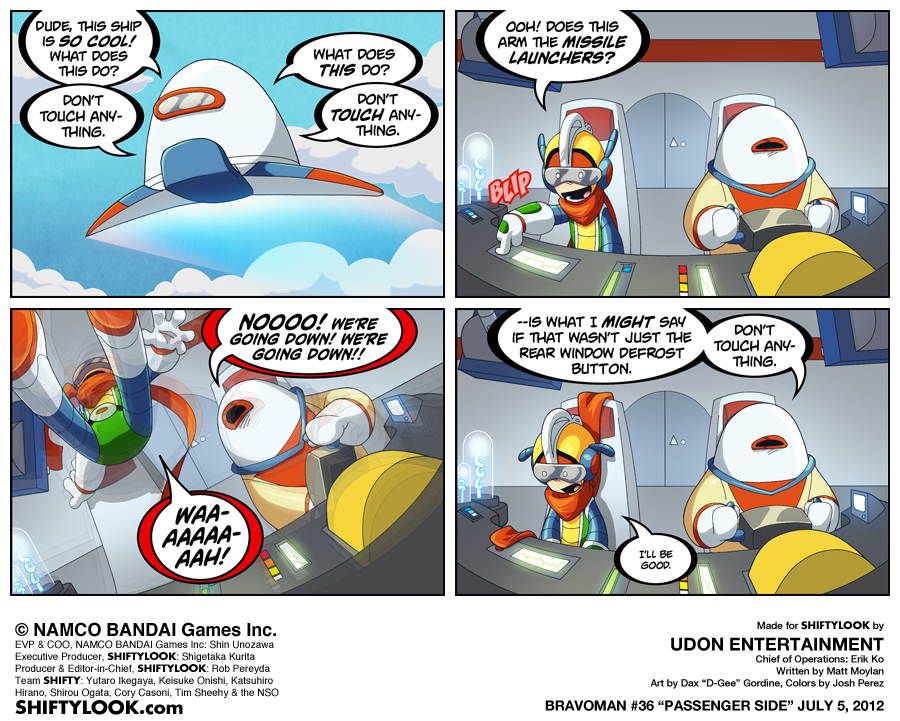 DUDE, THIS SHIP
IS SO COOL!
WHAT DOES
THIS DO?
DON'T
TOUCH ANY-
THING.
WHAT DOES
THIS DO?
DON'T
TOUCH ANY-
THING.
OOH! DOES THIS
ARM THE MISSILE
LAUNCHERS?
BLIP
NOOOO! WE'RE
GOING DOWN! WE'RE
GOING DOWN!!
WAA-
AAAAA-
AAH!
--IS WHAT I MIGHT SAY
IF THAT WASN'T JUST THE
REAR WINDOW DEFROST
BUTTON.
DON'T
TOUCH ANY-
THING.
I'LL BE
GOOD.
© NAMCO BANDAI Games Inc.
EVP & COO, NAMCO BANDAI Games Inc: Shin Unozawa
Executive Producer, SHIFTYLOOK: Shigetaka Kurita
Producer & Editor-in-Chief, SHIFTYLOOK: Rob Pereyda
Team SHIFTY: Yutaro Ikegaya, Keisuke Onishi, Katsuhiro
Hirano, Shirou Ogata, Cory Casoni, Tim Sheehy & the NSO
SHIFTYLOOK.com
Made for SHIFTYLOOK by
UDON ENTERTAINMENT
Chief of Operations: Erik Ko
Written by Matt Moylan
Art by Dax "D-Gee" Gordine, Colors by Josh Perez
BRAVOMAN #36 "PASSENGER SIDE" JULY 5, 2012